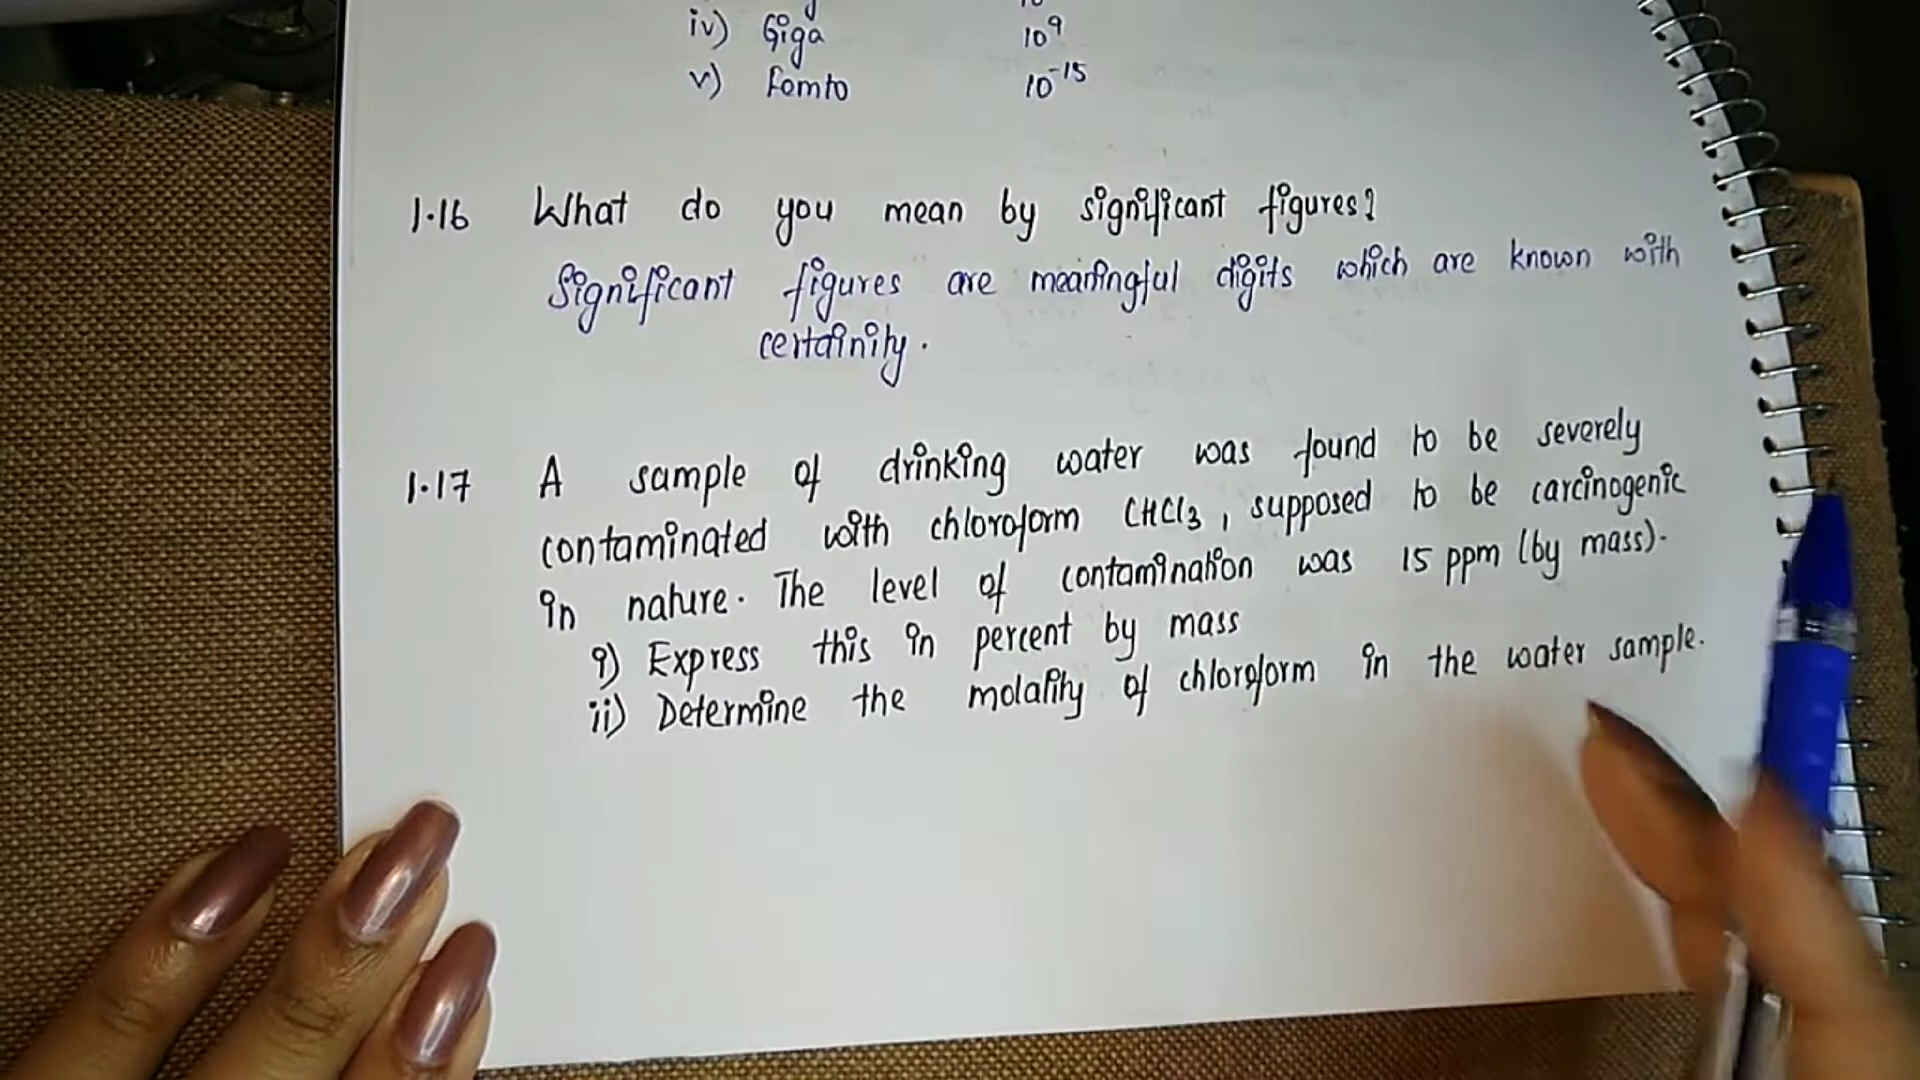 iv) Giga 10⁹
v) Femto 10⁻¹⁵
1.16 What do you mean by significant figures?
Significant figures are meaningful digits which are known with
certainity.
1.17 A sample of drinking water was found to be severely
contaminated with chloroform CHCl₃, supposed to be carcinogenic
in nature. The level of contamination was 15 ppm (by mass).
i) Express this in percent by mass
ii) Determine the molality of chloroform in the water sample.